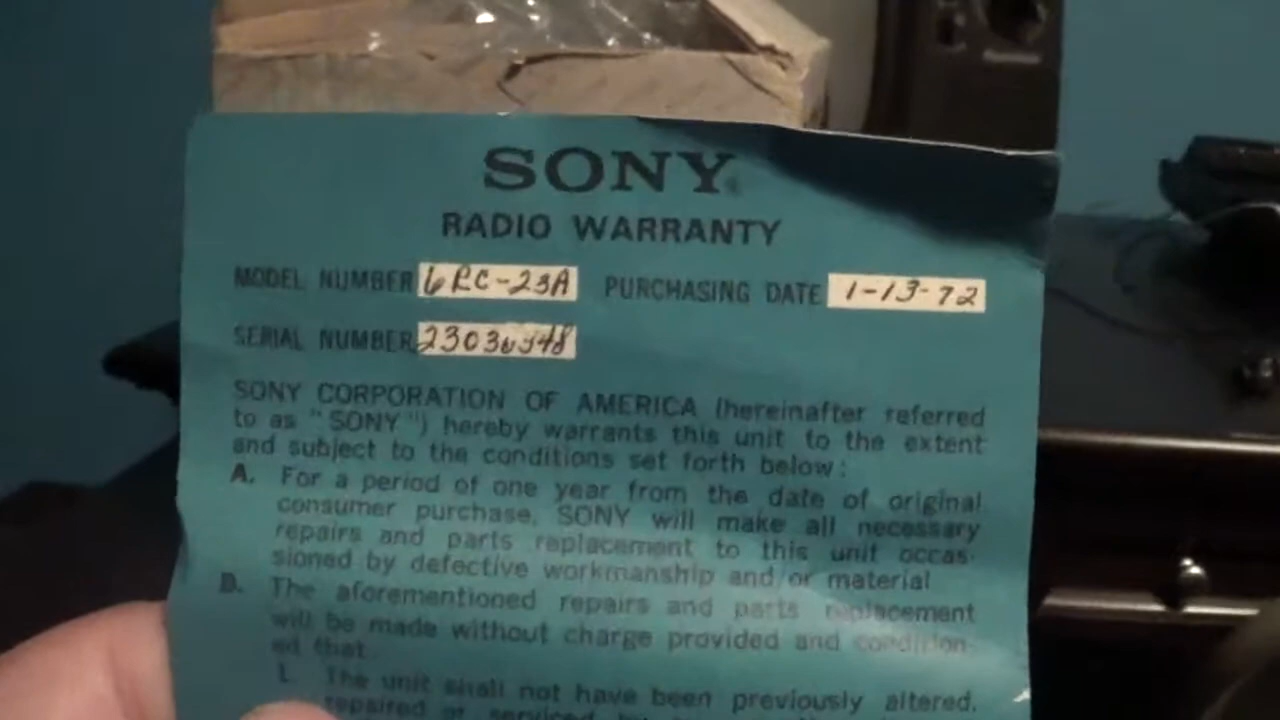 SONY
RADIO WARRANTY
MODEL NUMBER 6RC-23A PURCHASING DATE 1-13-72
SERIAL NUMBER
SONY CORPORATION OF AMERICA (hereinafter referred
to as "SONY") hereby warrants this unit to the extent
and subject to the conditions set forth below:
A. For a period of one year from the date of original
consumer purchase, SONY will make all necessary
repairs and parts replacement to this unit occas-
sioned by defective workmanship and/or material
B. The aforementioned repairs and parts replacement
will be made without charge provided and condition-
ed that
1. The unit shall not have been previously altered,
repaired or serviced